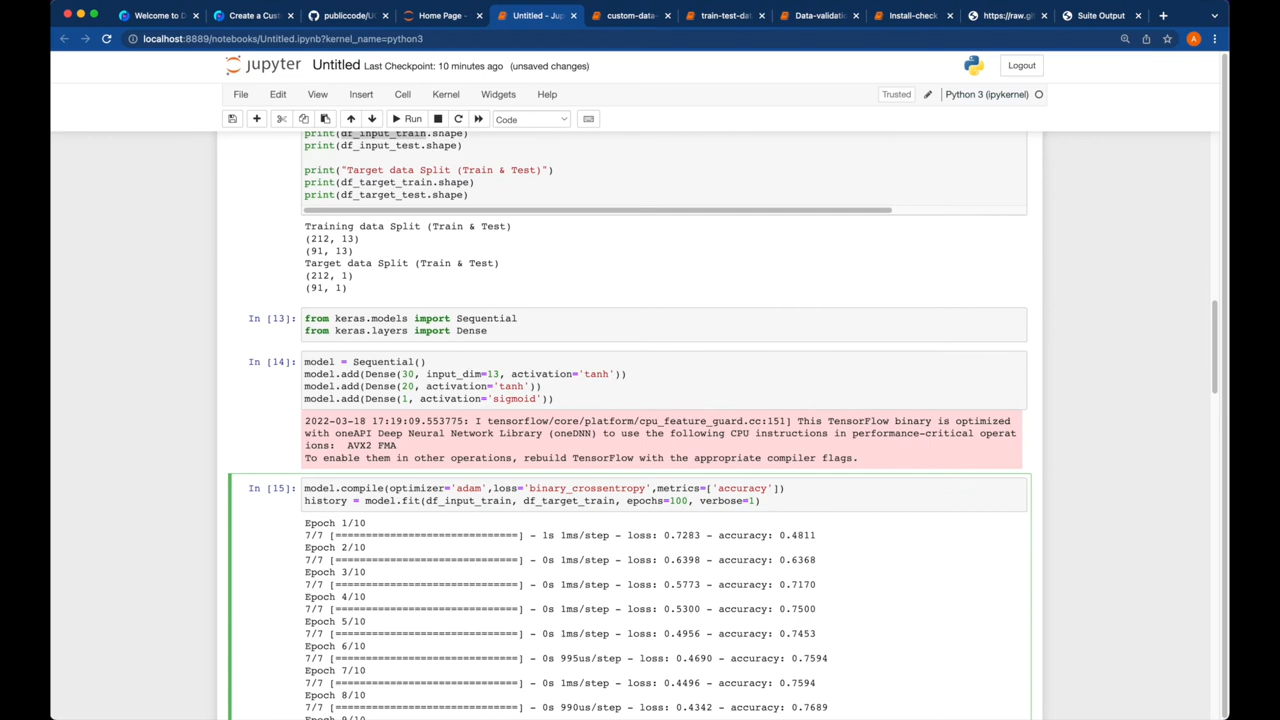 Welcome to D
Create a Cust
publiccode/U
Home Page -
Untitled - Jup
custom-data-
train-test-dat
Data-validatio
Install-check
https://raw.gi
Suite Output
localhost:8889/notebooks/Untitled.ipynb?kernel_name=python3
A
jupyter Untitled Last Checkpoint: 10 minutes ago (unsaved changes)
Logout
File Edit View Insert Cell Kernel Widgets Help
Trusted
Python 3 (ipykernel)
Run
Code
print(df_input_train.shape)
print(df_input_test.shape)
print("Target data Split (Train & Test)")
print(df_target_train.shape)
print(df_target_test.shape)
Training data Split (Train & Test)
(212, 13)
(91, 13)
Target data Split (Train & Test)
(212, 1)
(91, 1)
In [13]: from keras.models import Sequential
from keras.layers import Dense
In [14]: model = Sequential()
model.add(Dense(30, input_dim=13, activation='tanh'))
model.add(Dense(20, activation='tanh'))
model.add(Dense(1, activation='sigmoid'))
2022-03-18 17:19:09.553775: I tensorflow/core/platform/cpu_feature_guard.cc:151] This TensorFlow binary is optimized
with oneAPI Deep Neural Network Library (oneDNN) to use the following CPU instructions in performance-critical operat
ions: AVX2 FMA
To enable them in other operations, rebuild TensorFlow with the appropriate compiler flags.
In [15]: model.compile(optimizer='adam',loss='binary_crossentropy',metrics=['accuracy'])
history = model.fit(df_input_train, df_target_train, epochs=100, verbose=1)
Epoch 1/10
7/7 [==============================] - 1s 1ms/step - loss: 0.7283 - accuracy: 0.4811
Epoch 2/10
7/7 [==============================] - 0s 1ms/step - loss: 0.6398 - accuracy: 0.6368
Epoch 3/10
7/7 [==============================] - 0s 1ms/step - loss: 0.5773 - accuracy: 0.7170
Epoch 4/10
7/7 [==============================] - 0s 1ms/step - loss: 0.5300 - accuracy: 0.7500
Epoch 5/10
7/7 [==============================] - 0s 1ms/step - loss: 0.4956 - accuracy: 0.7453
Epoch 6/10
7/7 [==============================] - 0s 995us/step - loss: 0.4690 - accuracy: 0.7594
Epoch 7/10
7/7 [==============================] - 0s 1ms/step - loss: 0.4496 - accuracy: 0.7594
Epoch 8/10
7/7 [==============================] - 0s 990us/step - loss: 0.4342 - accuracy: 0.7689
Epoch 9/10